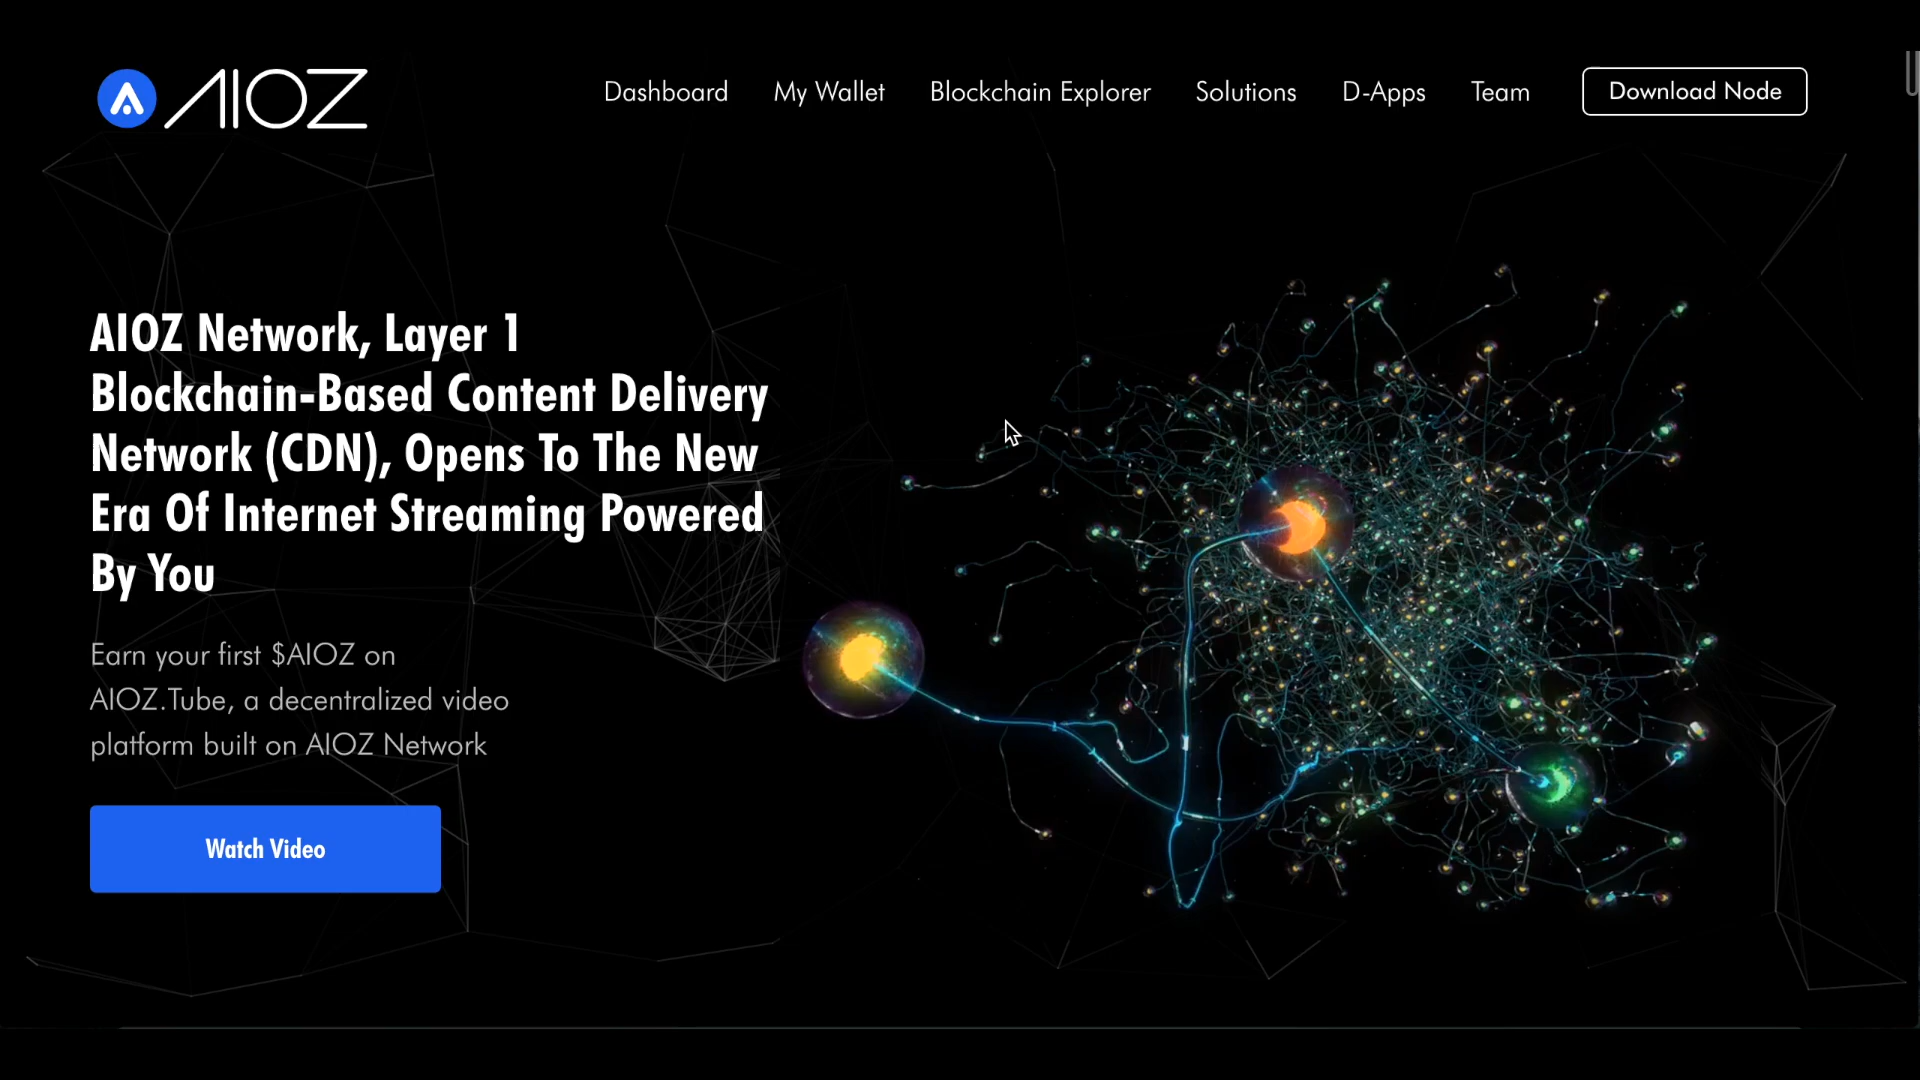 AIOZ
Dashboard
My Wallet
Blockchain Explorer
Solutions
D-Apps
Team
Download Node
AIOZ Network, Layer 1
Blockchain-Based Content Delivery
Network (CDN), Opens To The New
Era Of Internet Streaming Powered
By You
Earn your first $AIOZ on
AIOZ.Tube, a decentralized video
platform built on AIOZ Network
Watch Video